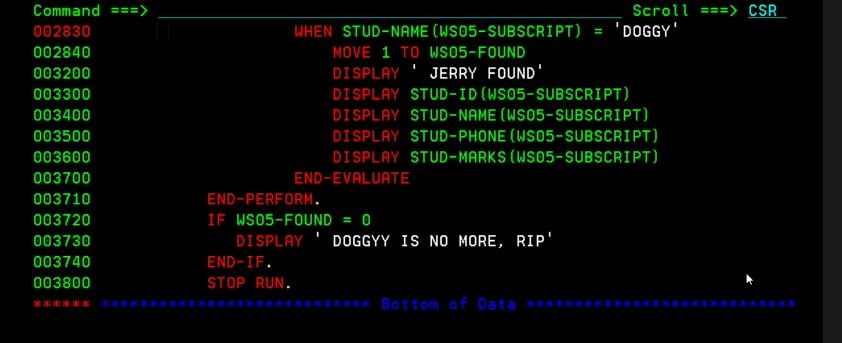 Command ===> Scroll ===> CSR
002830 WHEN STUD-NAME(WS05-SUBSCRIPT) = 'DOGGY'
002840 MOVE 1 TO WS05-FOUND
003200 DISPLAY ' JERRY FOUND'
003300 DISPLAY STUD-ID(WS05-SUBSCRIPT)
003400 DISPLAY STUD-NAME(WS05-SUBSCRIPT)
003500 DISPLAY STUD-PHONE(WS05-SUBSCRIPT)
003600 DISPLAY STUD-MARKS(WS05-SUBSCRIPT)
003700 END-EVALUATE
003710 END-PERFORM.
003720 IF WS05-FOUND = 0
003730 DISPLAY ' DOGGYY IS NO MORE, RIP'
003740 END-IF.
003800 STOP RUN.
****** **************************** Bottom of Data ****************************